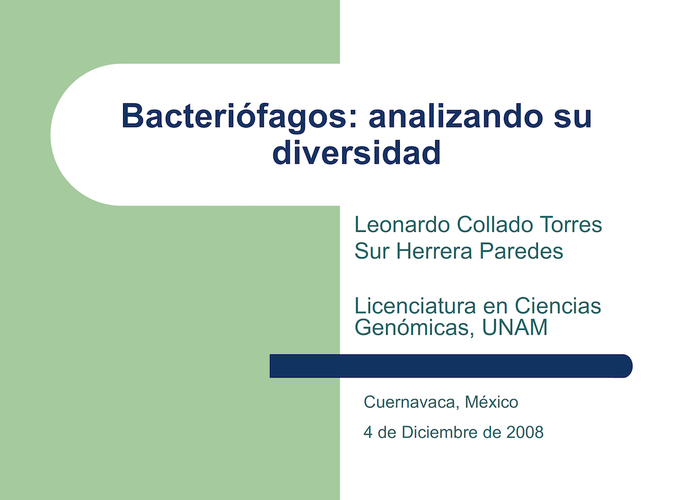 Bacteriófagos: analizando su
diversidad
Leonardo Collado Torres
Sur Herrera Paredes
Licenciatura en Ciencias
Genómicas, UNAM
Cuernavaca, México
4 de Diciembre de 2008